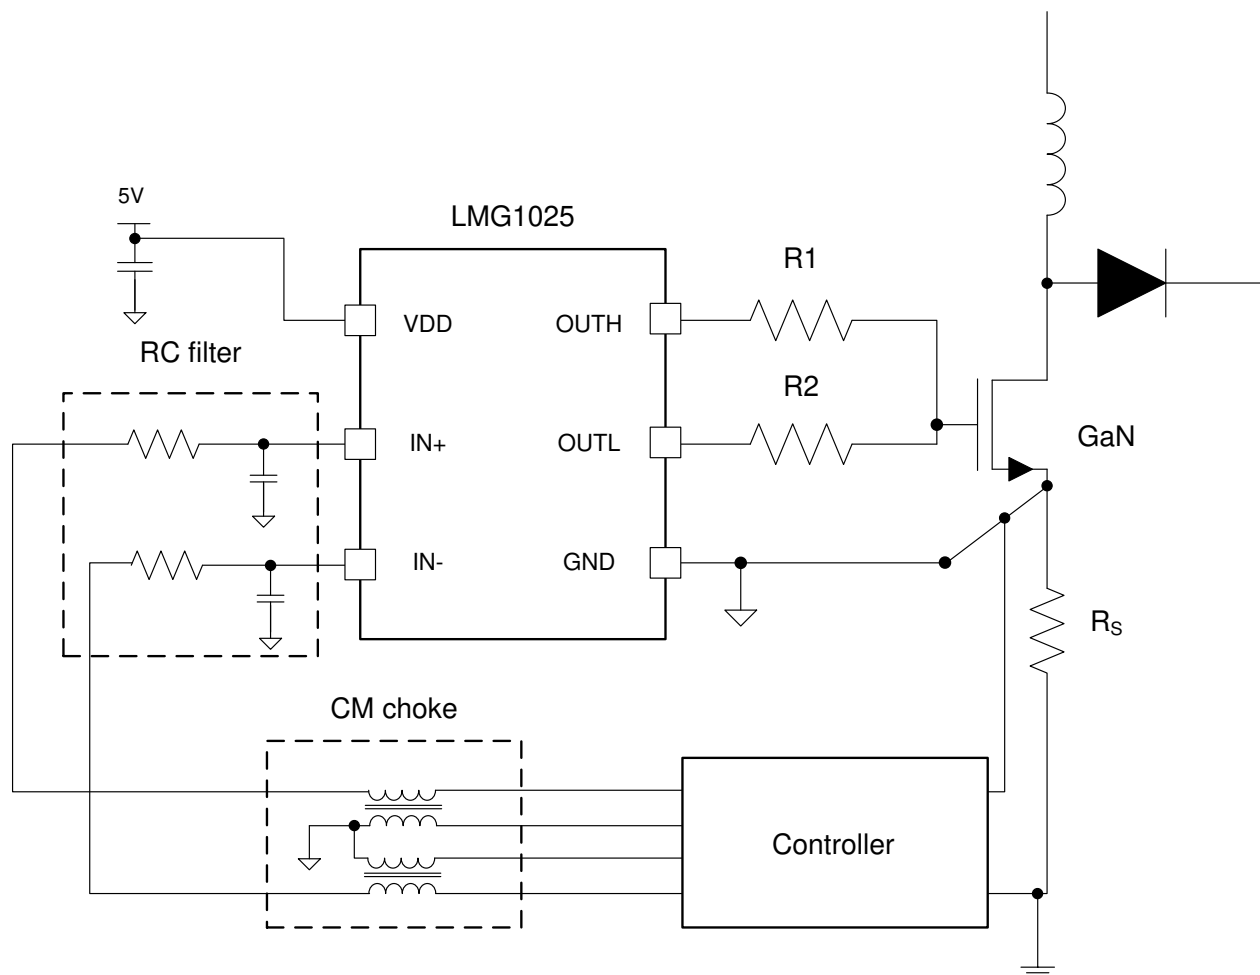 5V
LMG1025
R1
VDD
OUTH
RC filter
R2
IN+
OUTL
GaN
IN-
GND
RS
CM choke
Controller